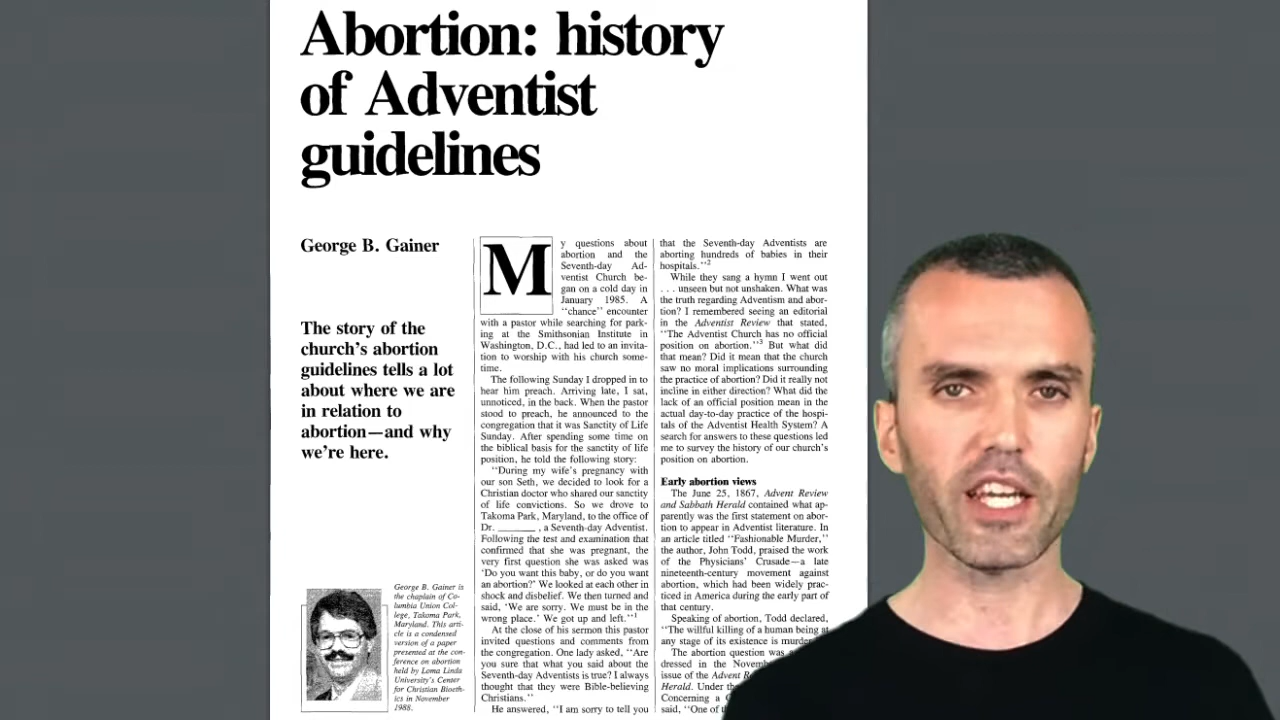 Abortion: history
of Adventist
guidelines
George B. Gainer
The story of the
church's abortion
guidelines tells a lot
about where we are
in relation to
abortion—and why
we're here.
George B. Gainer is
the chaplain of Co-
lumbia Union Col-
lege, Takoma Park,
Maryland. This arti-
cle is a condensed
version of a paper
presented at the con-
ference on abortion
held by Loma Linda
University's Center
for Christian Bioeth-
ics in November
1988.
M
y questions about
abortion and the
Seventh-day Ad-
ventist Church be-
gan on a cold day in
January 1985. A
"chance" encounter
with a pastor while searching for park-
ing at the Smithsonian Institute in
Washington, D.C., had led to an invita-
tion to worship with his church some-
time.
The following Sunday I dropped in to
hear him preach. Arriving late, I sat,
unnoticed, in the back. When the pastor
stood to preach, he announced to the
congregation that it was Sanctity of Life
Sunday. After spending some time on
the biblical basis for the sanctity of life
position, he told the following story:
"During my wife's pregnancy with
our son Seth, we decided to look for a
Christian doctor who shared our sanctity
of life convictions. So we drove to
Takoma Park, Maryland, to the office of
Dr. ______, a Seventh-day Adventist.
Following the test and examination that
confirmed that she was pregnant, the
very first question she was asked was
'Do you want this baby, or do you want
an abortion?' We looked at each other in
shock and disbelief. We then turned and
said, 'We are sorry. We must be in the
wrong place.' We got up and left."1
At the close of his sermon this pastor
invited questions and comments from
the congregation. One lady asked, "Are
you sure that what you said about the
Seventh-day Adventists is true? I always
thought that they were Bible-believing
Christians."
He answered, "I am sorry to tell you
that the Seventh-day Adventists are
aborting hundreds of babies in their
hospitals."2
While they sang a hymn I went out
. . . unseen but not unshaken. What was
the truth regarding Adventism and abor-
tion? I remembered seeing an editorial
in the Adventist Review that stated,
"The Adventist Church has no official
position on abortion."3 But what did
that mean? Did it mean that the church
saw no moral implications surrounding
the practice of abortion? Did it really not
incline in either direction? What did the
lack of an official position mean in the
actual day-to-day practice of the hospi-
tals of the Adventist Health System? A
search for answers to these questions led
me to survey the history of our church's
position on abortion.
Early abortion views
The June 25, 1867, Advent Review
and Sabbath Herald contained what ap-
parently was the first statement on abor-
tion to appear in Adventist literature. In
an article titled "Fashionable Murder,"
the author, John Todd, praised the work
of the Physicians' Crusade—a late
nineteenth-century movement against
abortion, which had been widely prac-
ticed in America during the early part of
that century.
Speaking of abortion, Todd declared,
"The willful killing of a human being at
any stage of its existence is murder
The abortion question was
dressed in the Novemb
issue of the Advent Re
Herald. Under the
Concerning a
said, "One of t